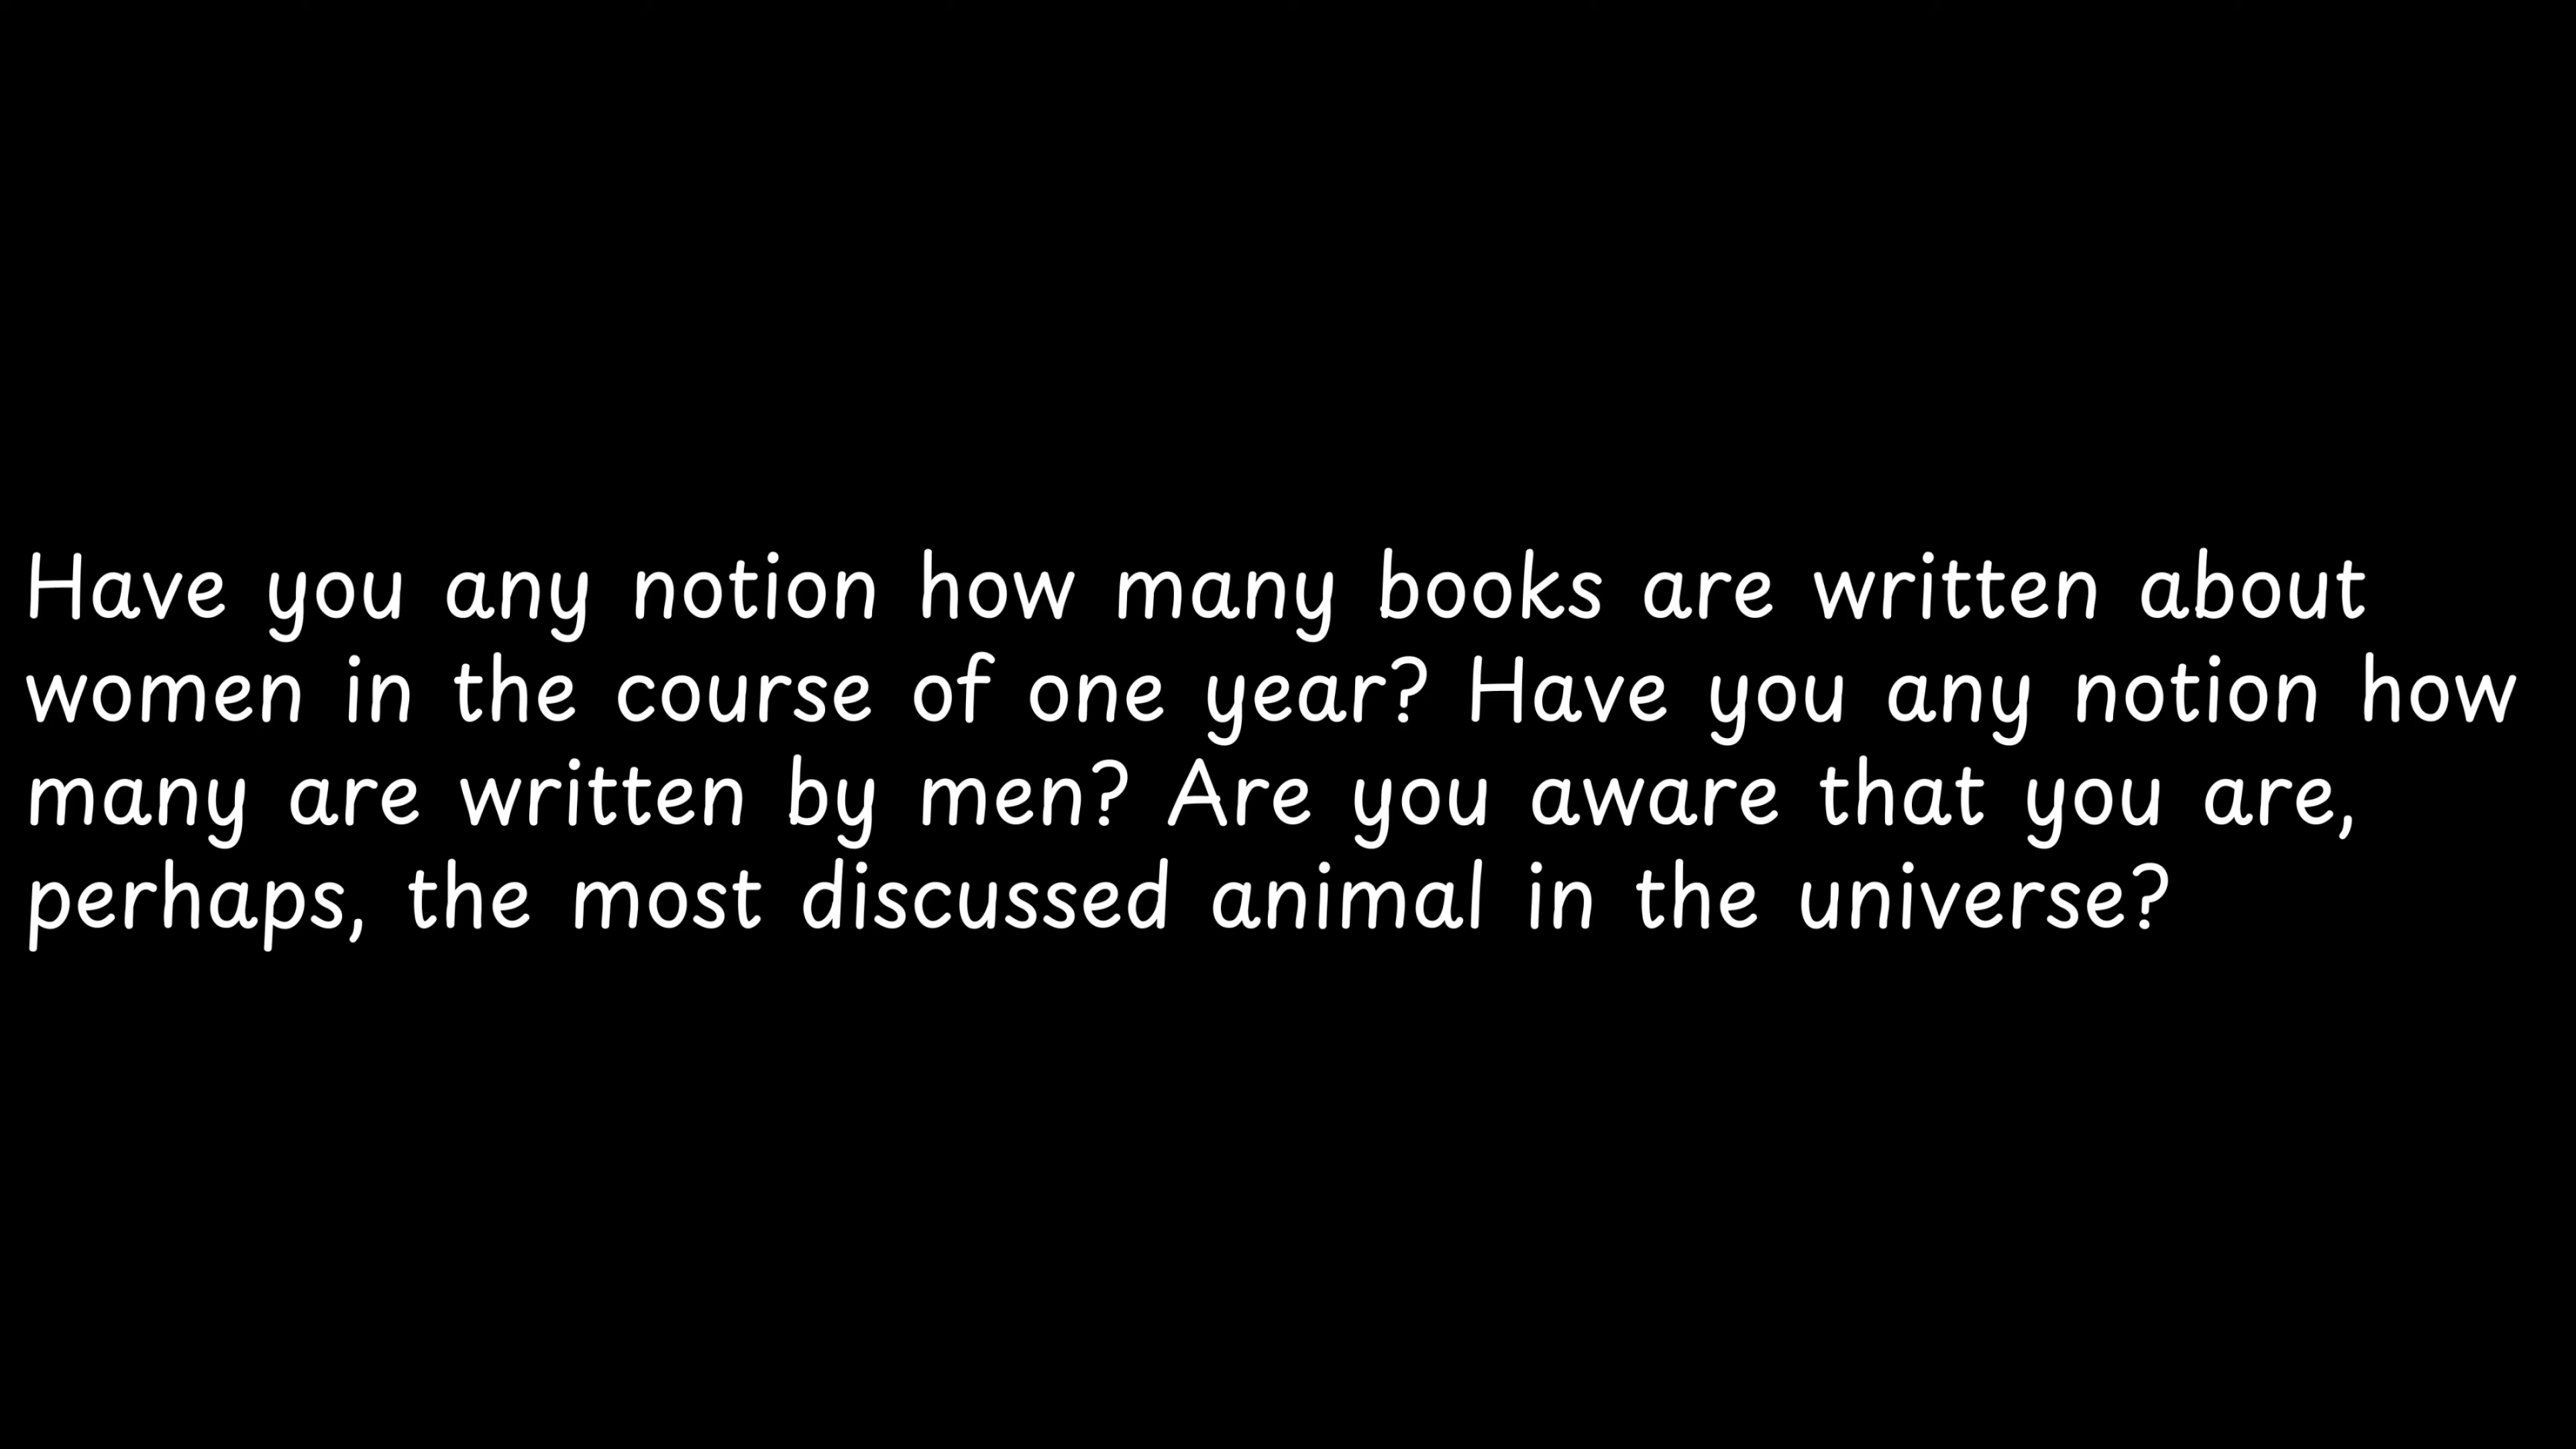 Have you any notion how many books are written about
women in the course of one year? Have you any notion how
many are written by men? Are you aware that you are,
perhaps, the most discussed animal in the universe?